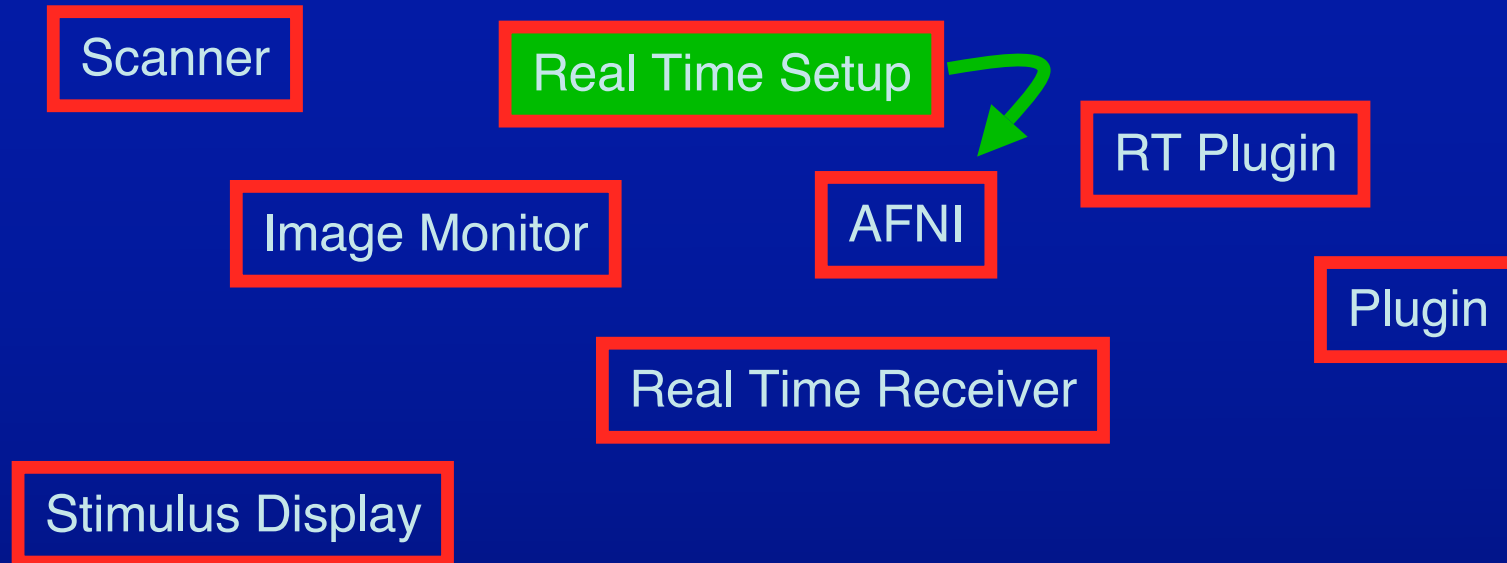 Scanner
Real Time Setup
RT Plugin
Image Monitor
AFNI
Plugin
Real Time Receiver
Stimulus Display